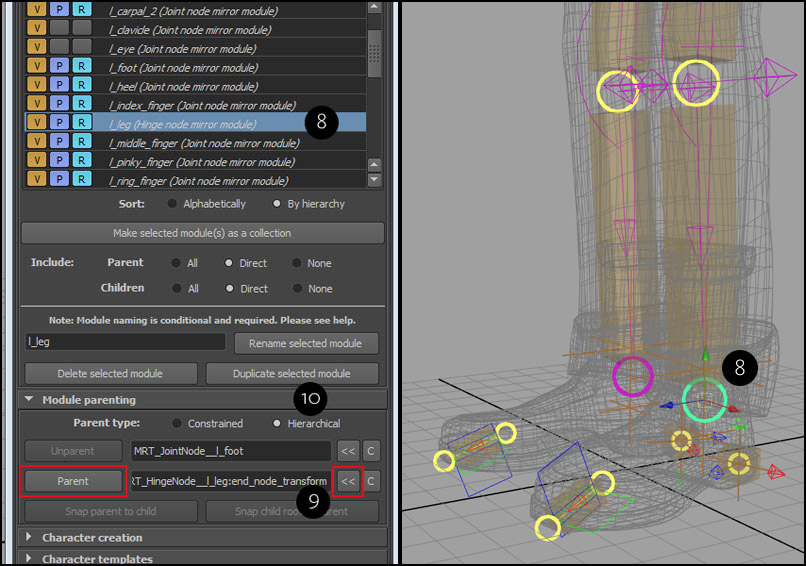 V P R l_carpal_2 (Joint node mirror module)
V l_clavicle (Joint node mirror module)
V l_eye (Joint node mirror module)
V P R l_foot (Joint node mirror module)
V P R l_heel (Joint node mirror module)
V P R l_index_finger (Joint node mirror module)
V P R l_leg (Hinge node mirror module) 8
V P R l_middle_finger (Joint node mirror module)
V P R l_pinky_finger (Joint node mirror module)
V P R l_ring_finger (Joint node mirror module)
Sort: Alphabetically By hierarchy
Make selected module(s) as a collection
Include: Parent All Direct None
Children All Direct None
Note: Module naming is conditional and required. Please see help.
l_leg Rename selected module
Delete selected module Duplicate selected module
Module parenting 10
Parent type: Constrained Hierarchical
Unparent MRT_JointNode__l_foot << C
Parent RT_HingeNode__l_leg:end_node_transform << C
9
Snap parent to child Snap child roo parent
Character creation
Character templates
8